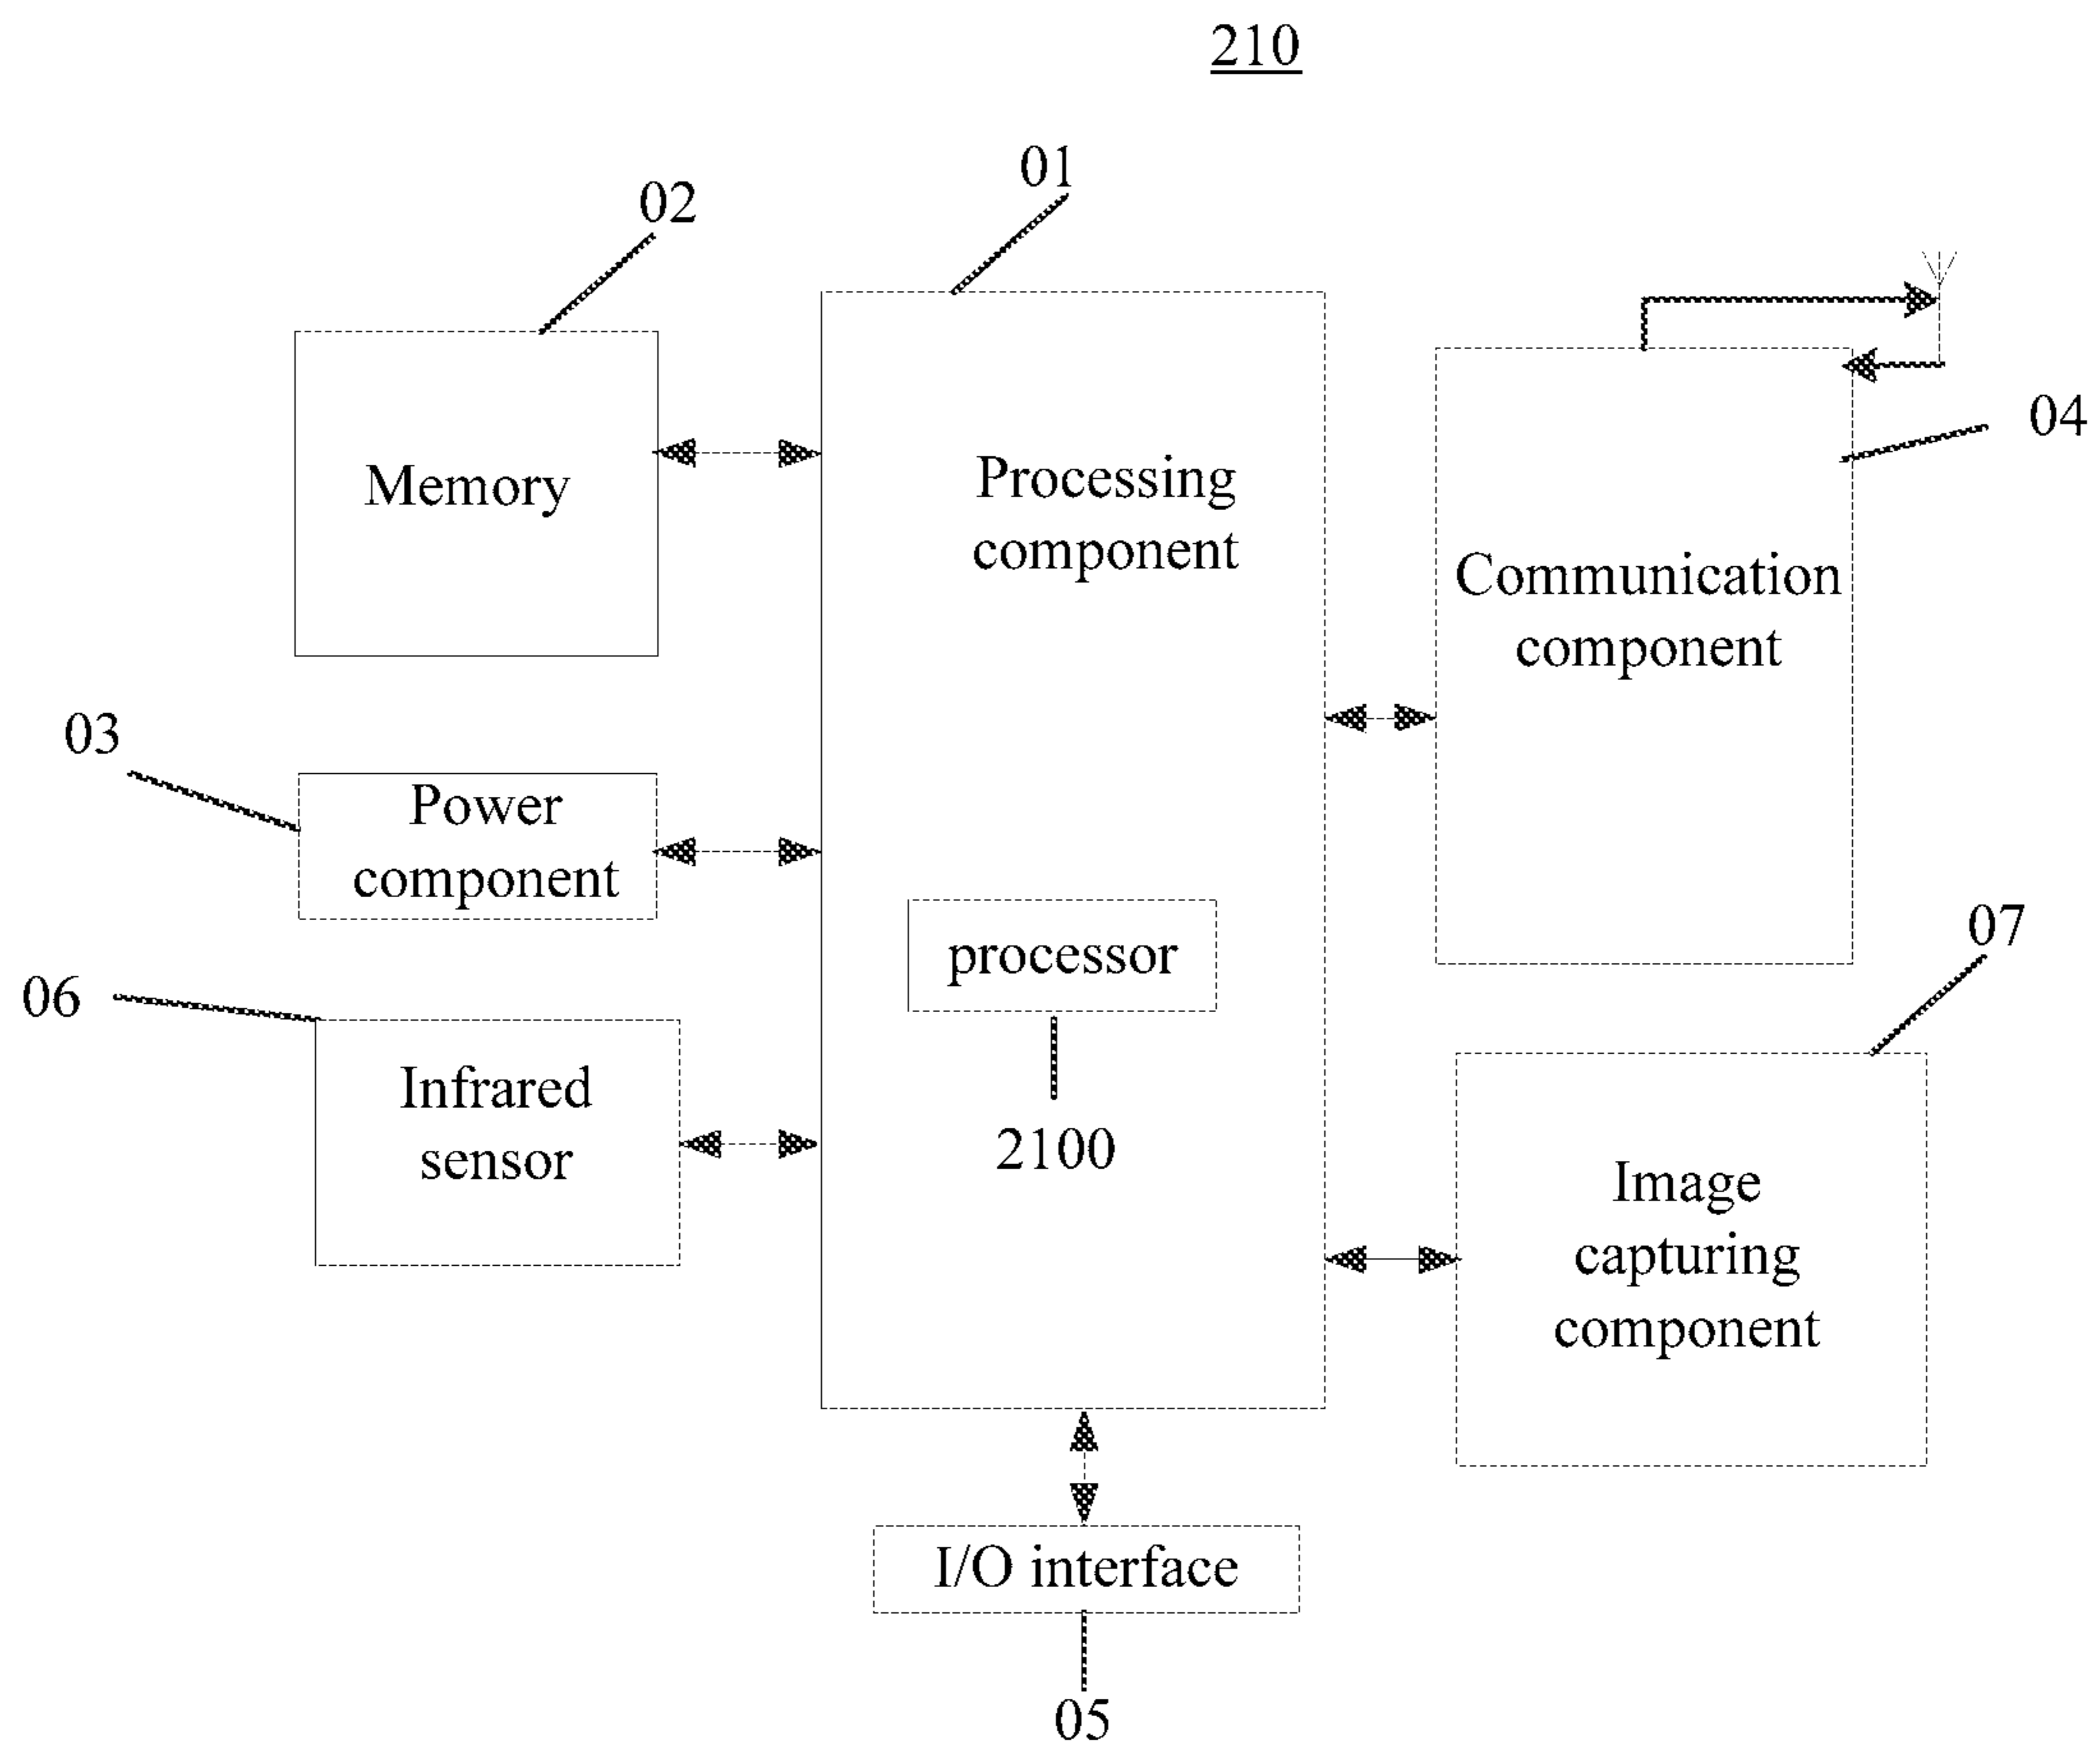 210
01
02
04
Memory
Processing
component
Communication
component
03
Power
component
processor
07
06
Infrared
sensor
2100
Image
capturing
component
I/O interface
05